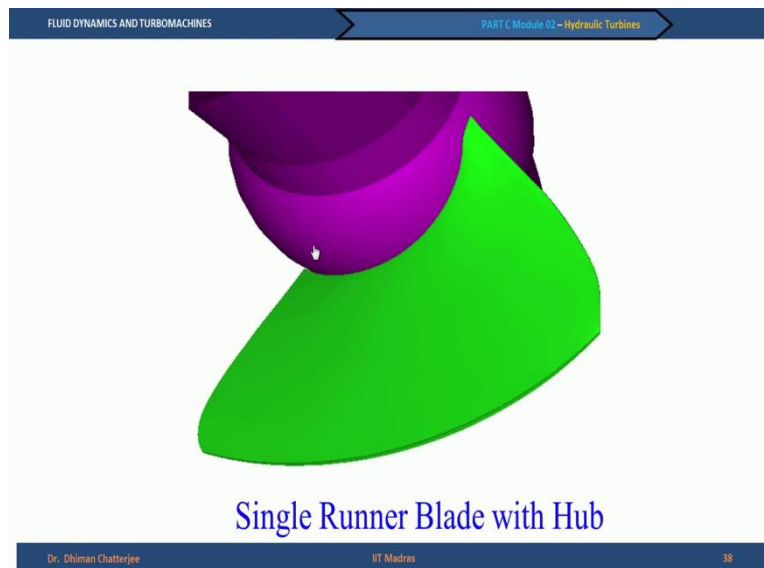 FLUID DYNAMICS AND TURBOMACHINES
PART C Module 02 – Hydraulic Turbines
Single Runner Blade with Hub
Dr. Dhiman Chatterjee
IIT Madras
38